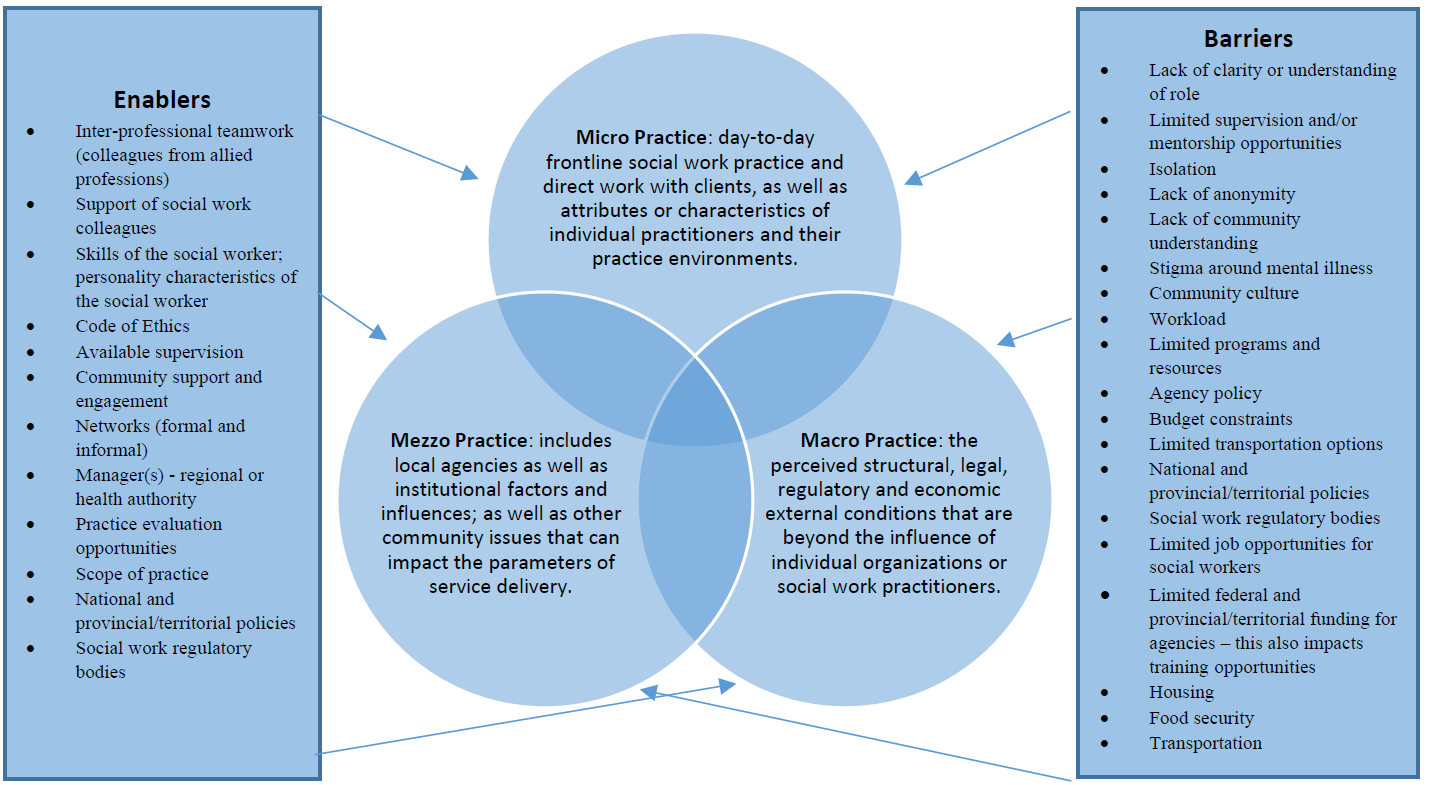 Enablers
• Inter-professional teamwork
(colleagues from allied
professions)
• Support of social work
colleagues
• Skills of the social worker;
personality characteristics of
the social worker
• Code of Ethics
• Available supervision
• Community support and
engagement
• Networks (formal and
informal)
• Manager(s) - regional or
health authority
• Practice evaluation
opportunities
• Scope of practice
• National and
provincial/territorial policies
• Social work regulatory
bodies
Micro Practice: day-to-day
frontline social work practice and
direct work with clients, as well as
attributes or characteristics of
individual practitioners and their
practice environments.
Mezzo Practice: includes
local agencies as well as
institutional factors and
influences; as well as other
community issues that can
impact the parameters of
service delivery.
Macro Practice: the
perceived structural, legal,
regulatory and economic
external conditions that are
beyond the influence of
individual organizations or
social work practitioners.
Barriers
• Lack of clarity or understanding
of role
• Limited supervision and/or
mentorship opportunities
• Isolation
• Lack of anonymity
• Lack of community
understanding
• Stigma around mental illness
• Community culture
• Workload
• Limited programs and
resources
• Agency policy
• Budget constraints
• Limited transportation options
• National and
provincial/territorial policies
• Social work regulatory bodies
• Limited job opportunities for
social workers
• Limited federal and
provincial/territorial funding for
agencies – this also impacts
training opportunities
• Housing
• Food security
• Transportation